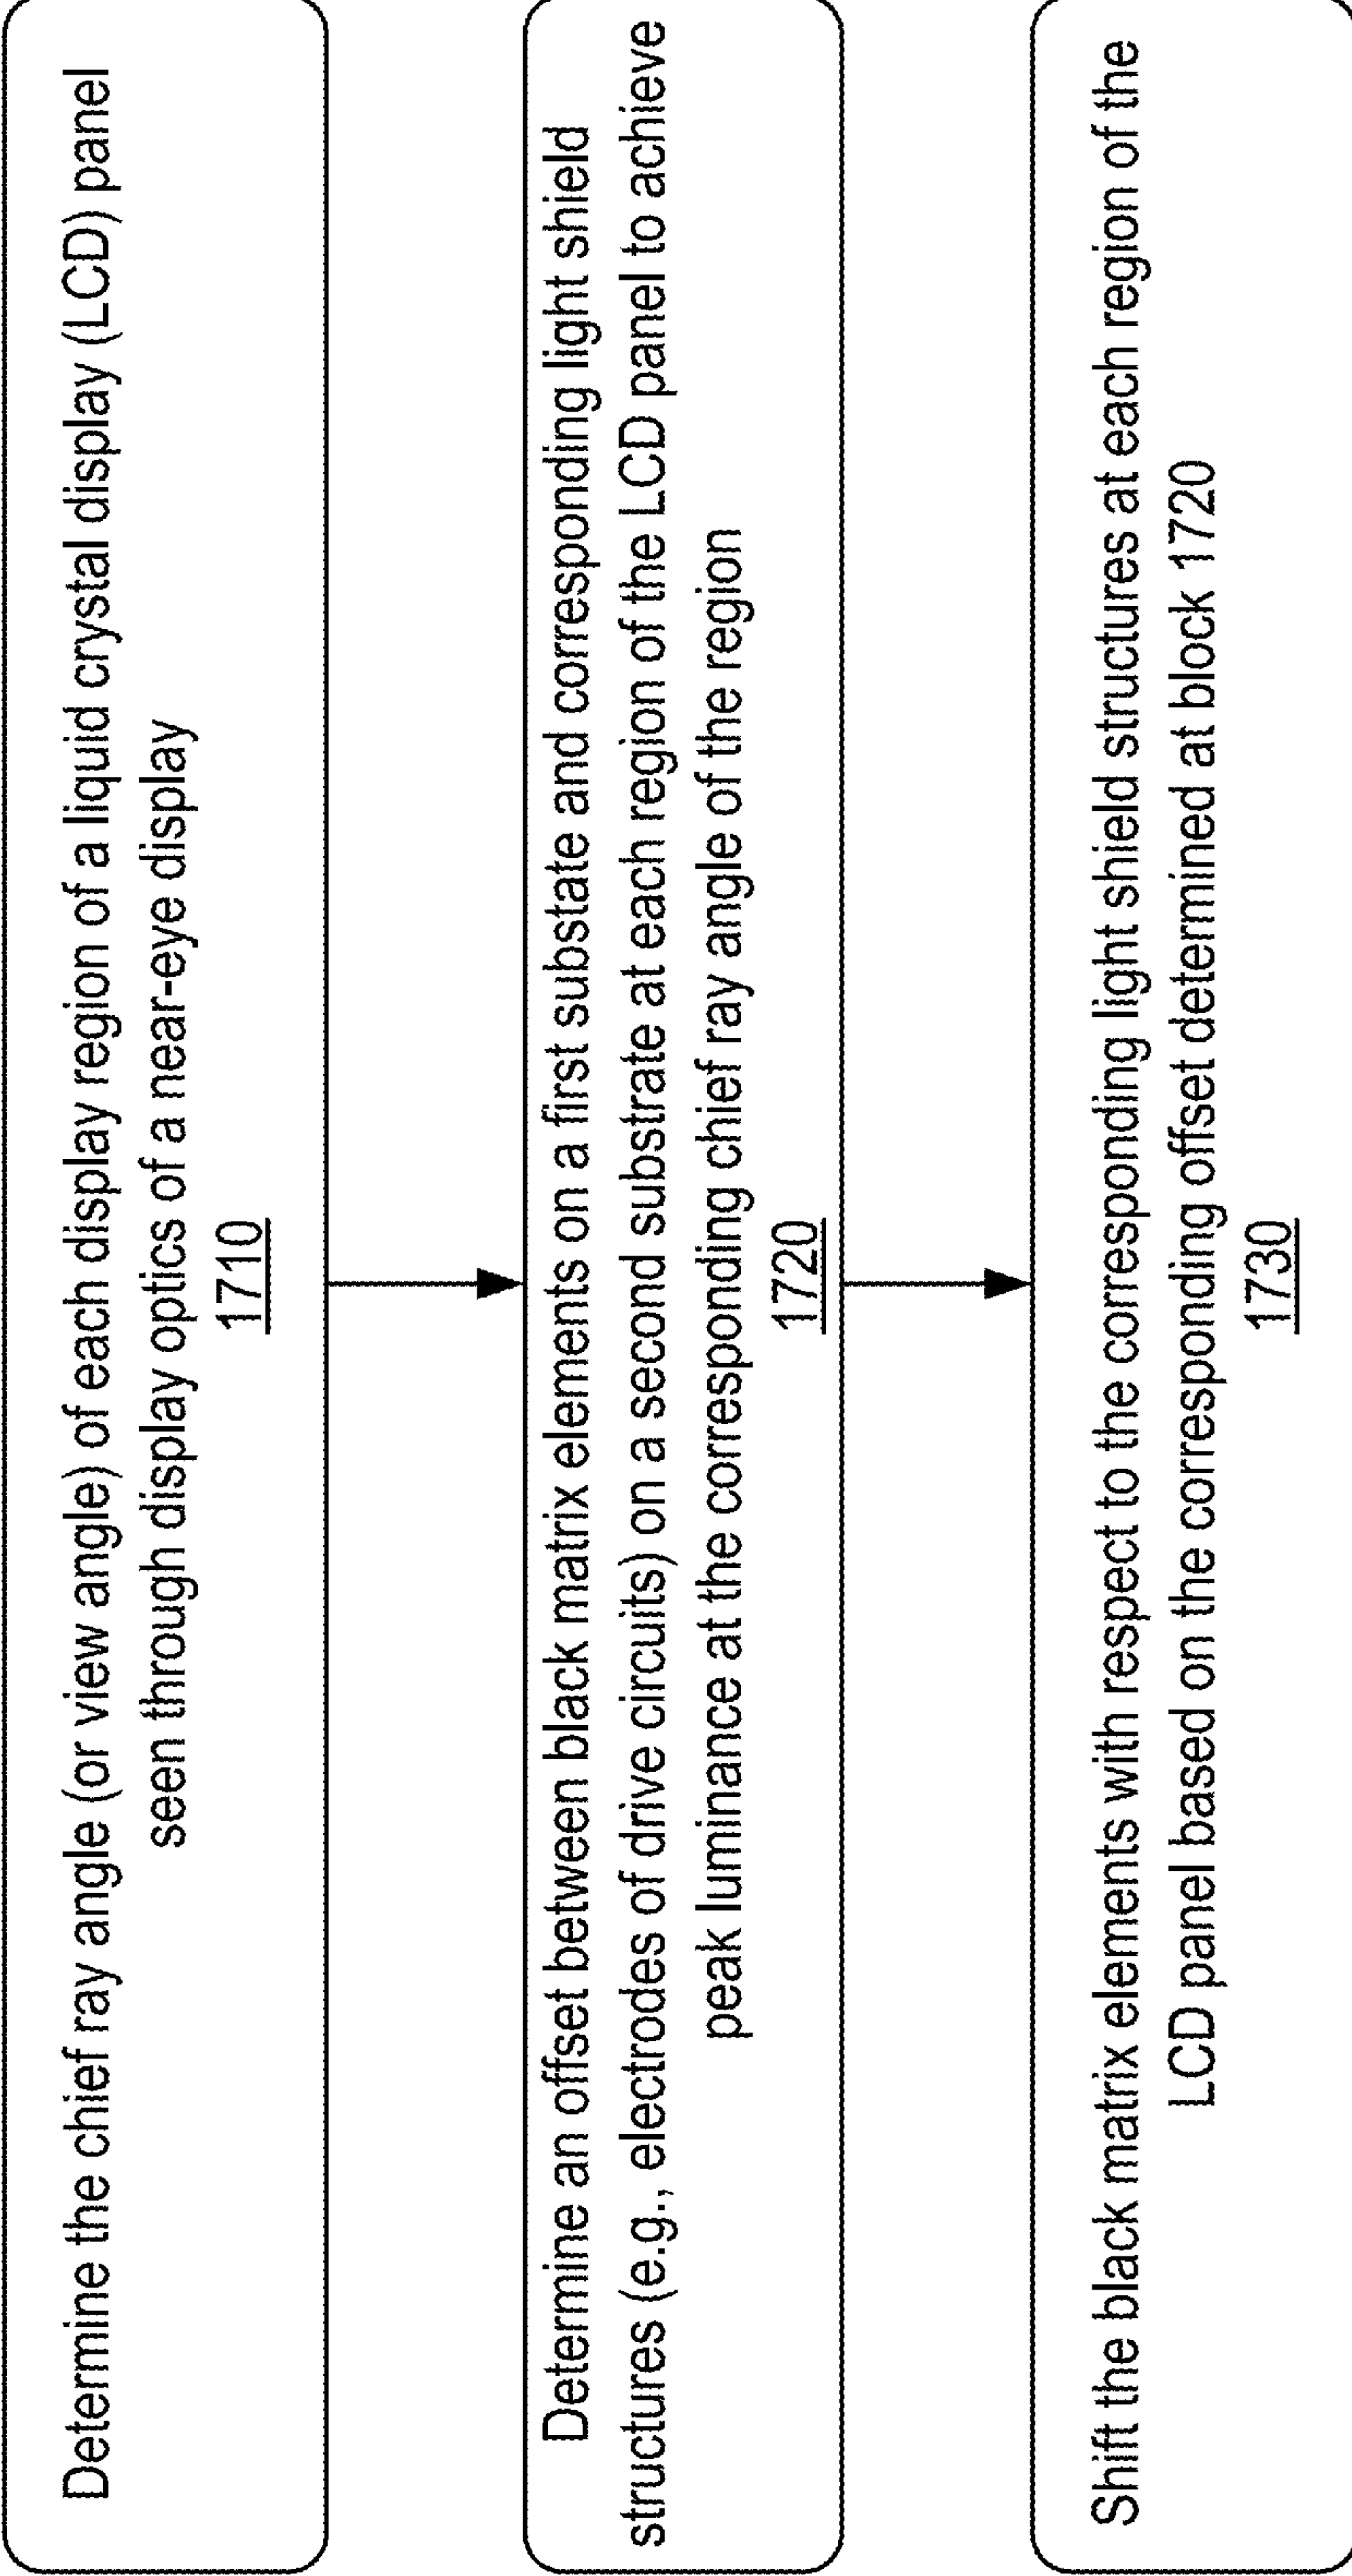 Determine the chief ray angle (or view angle) of each display region of a liquid crystal display (LCD) panel
seen through display optics of a near-eye display
1710
Determine an offset between black matrix elements on a first substate and corresponding light shield
structures (e.g., electrodes of drive circuits) on a second substrate at each region of the LCD panel to achieve
peak luminance at the corresponding chief ray angle of the region
1720
Shift the black matrix elements with respect to the corresponding light shield structures at each region of the
LCD panel based on the corresponding offset determined at block 1720
1730